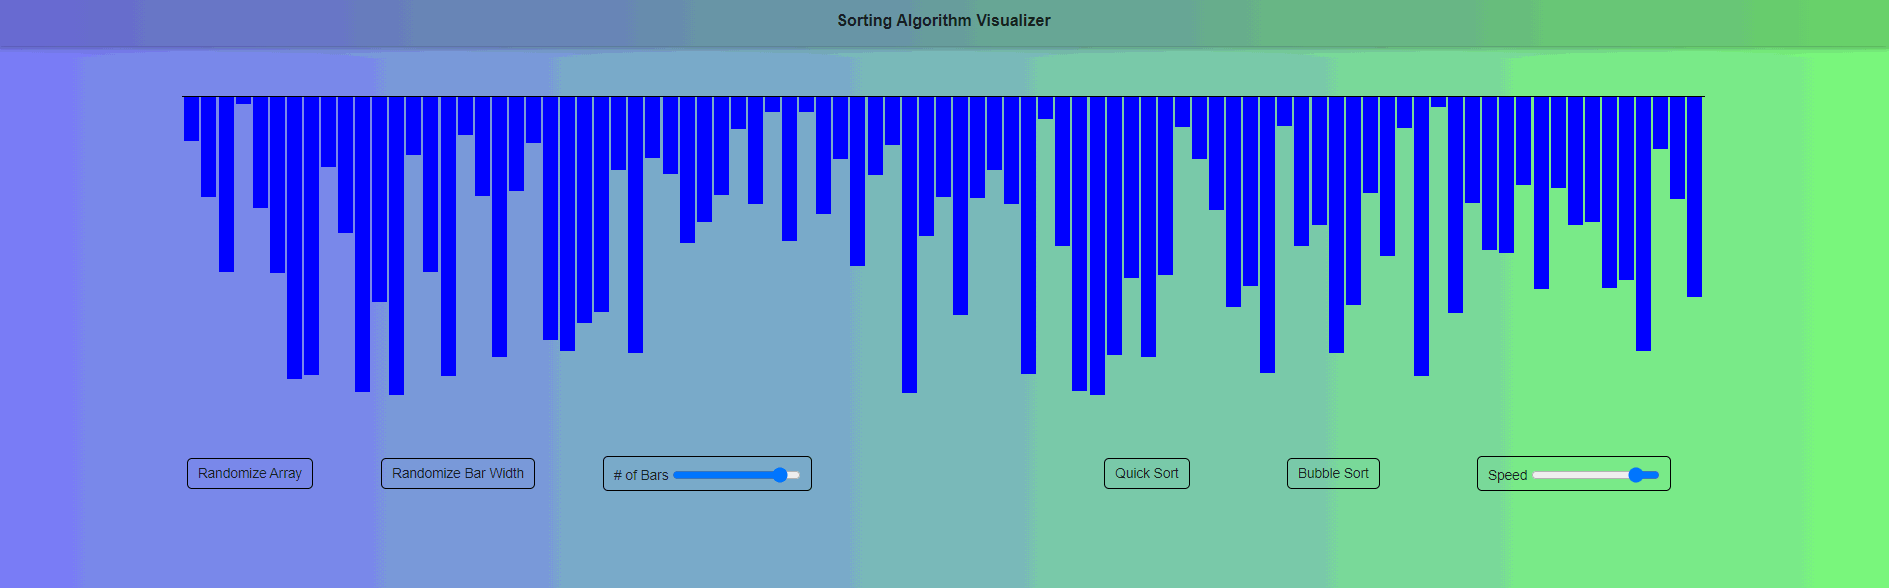 Sorting Algorithm Visualizer
Randomize Array
Randomize Bar Width
# of Bars
Quick Sort
Bubble Sort
Speed